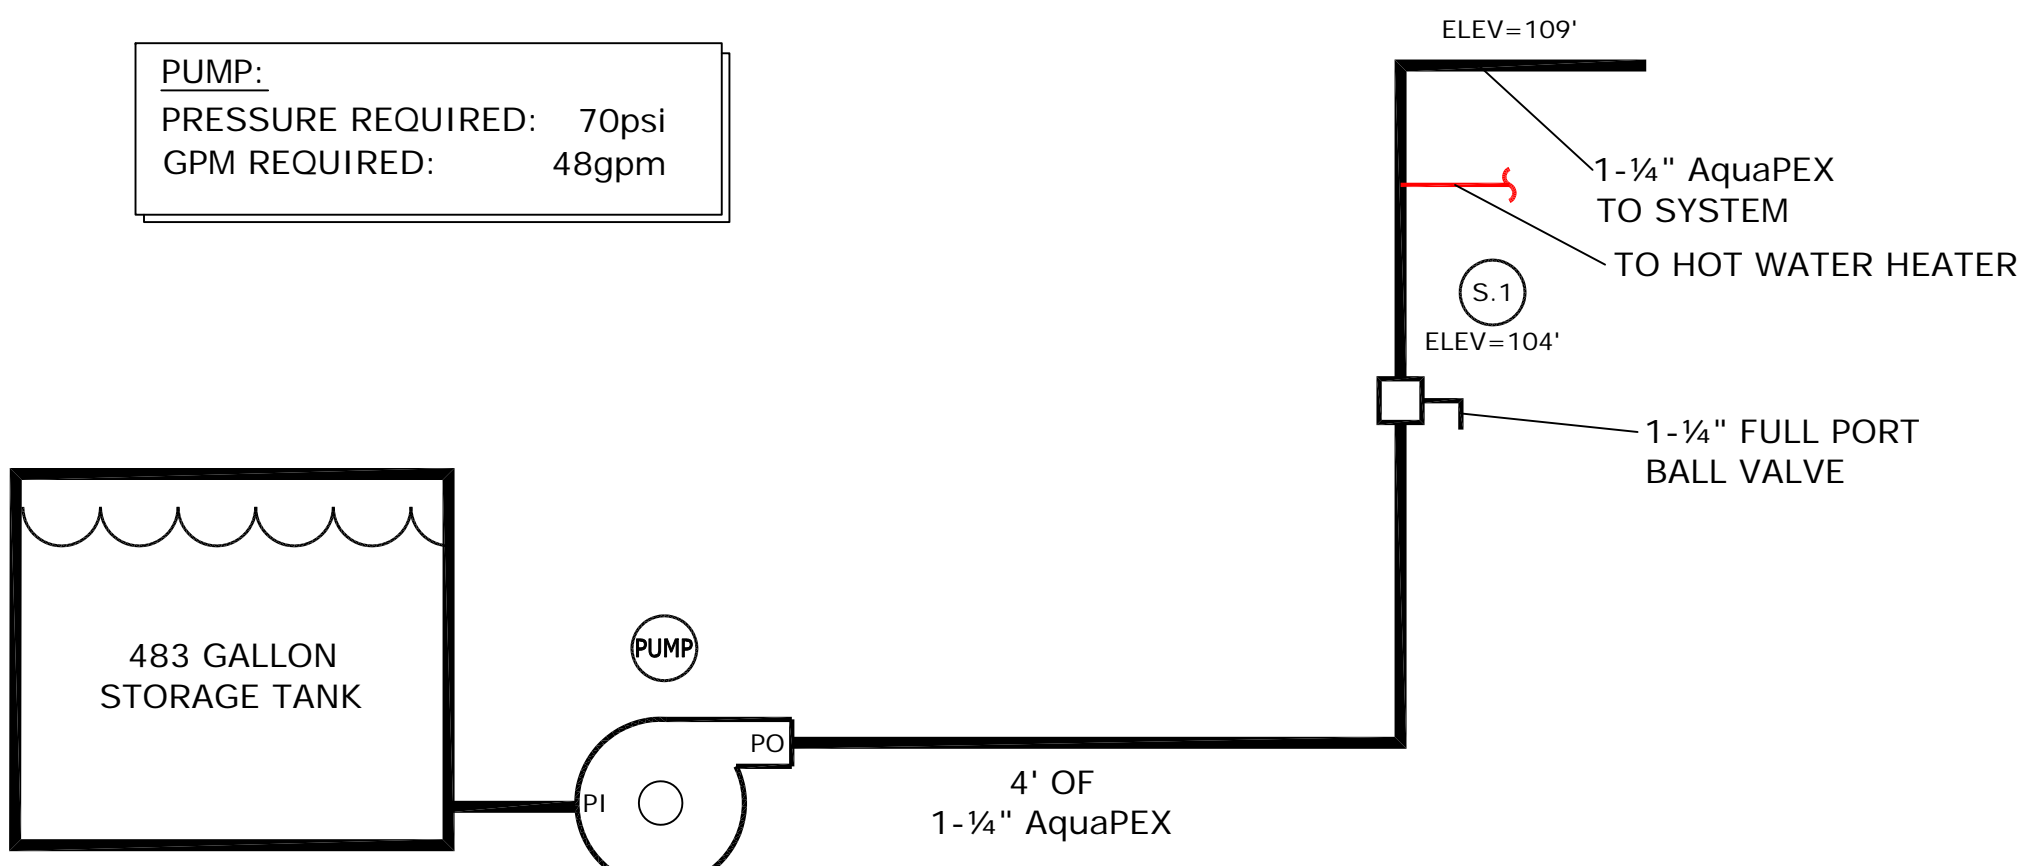 ELEV=109'
PUMP:
PRESSURE REQUIRED: 70psi
GPM REQUIRED: 48gpm
1-¼" AquaPEX
TO SYSTEM
TO HOT WATER HEATER
S.1
ELEV=104'
1-¼" FULL PORT
BALL VALVE
483 GALLON
STORAGE TANK
PUMP
PO
PI
4' OF
1-¼" AquaPEX